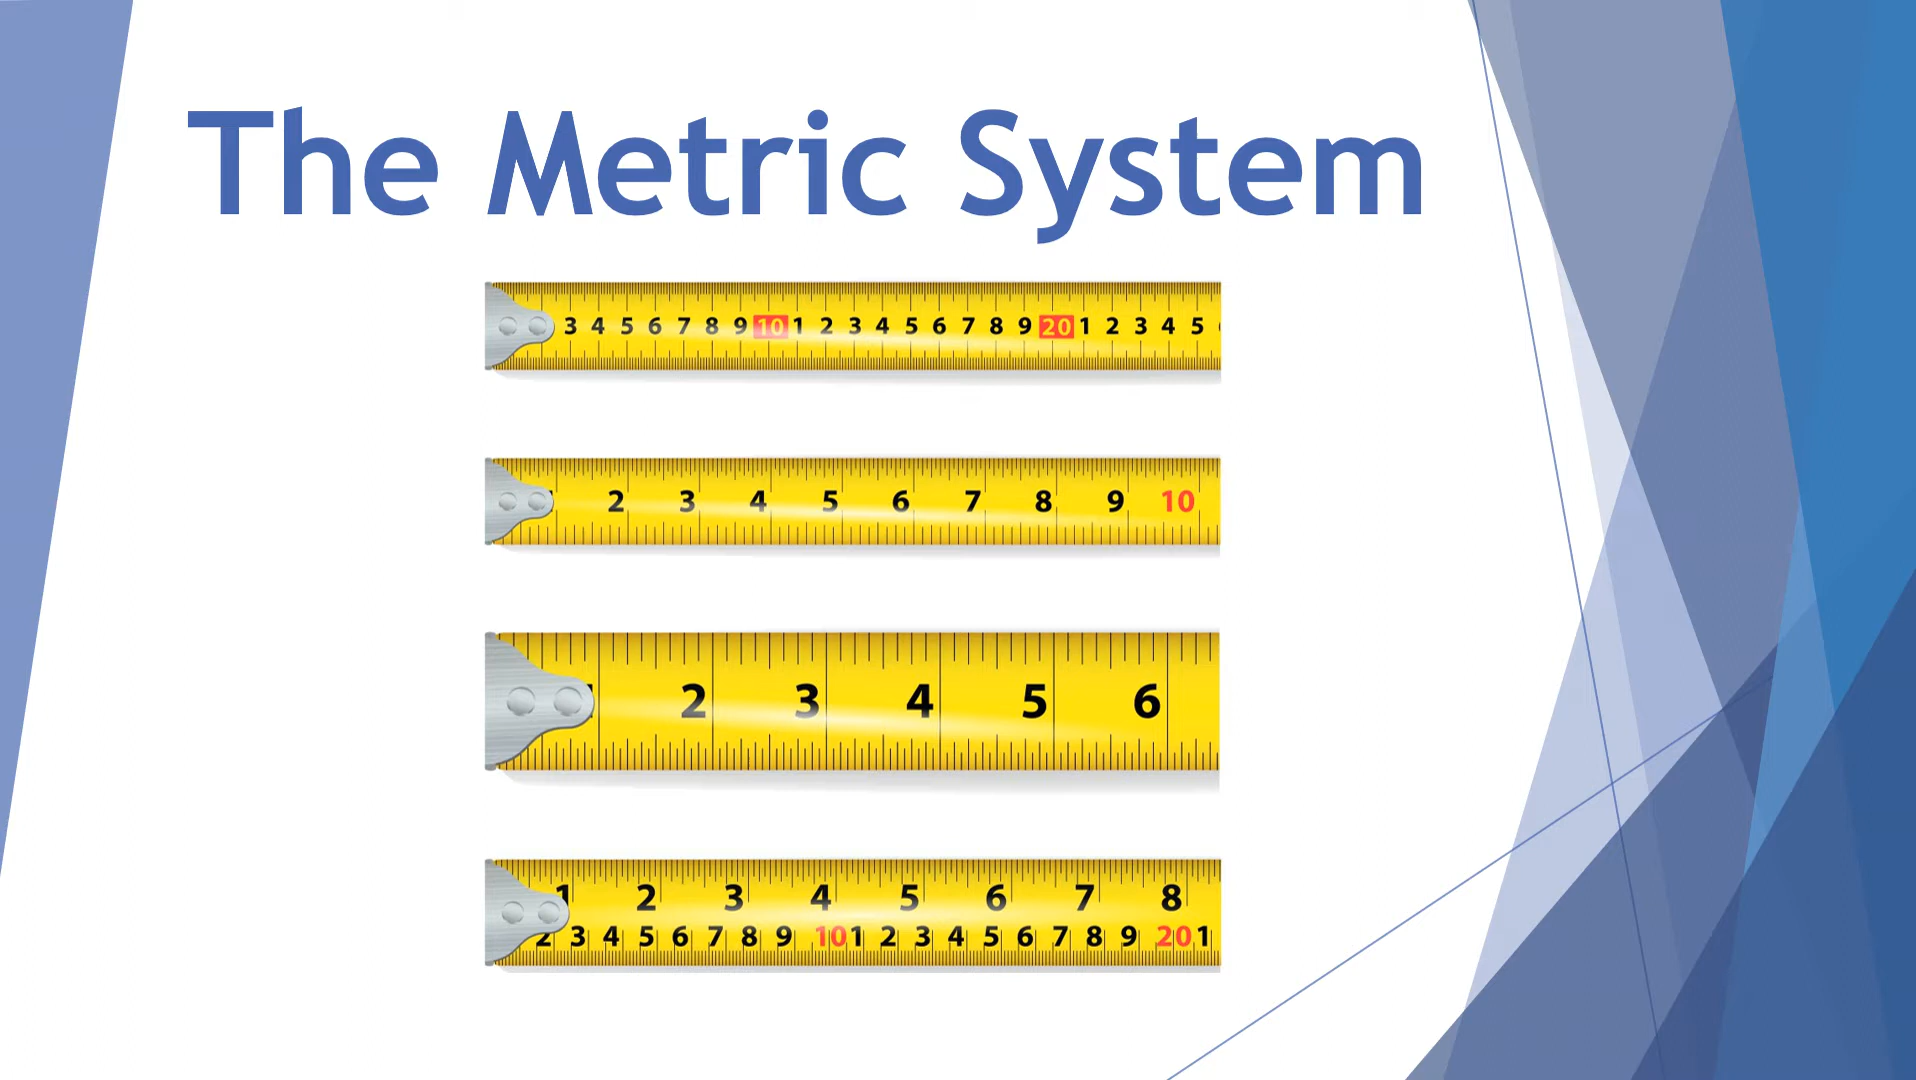 The Metric System
3 4 5 6 7 8 9 10 1 2 3 4 5 6 7 8 9 20 1 2 3 4 5
2 3 4 5 6 7 8 9 10
2 3 4 5 6
1 2 3 4 5 6 7 8
2 3 4 5 6 7 8 9 10 1 2 3 4 5 6 7 8 9 20 1